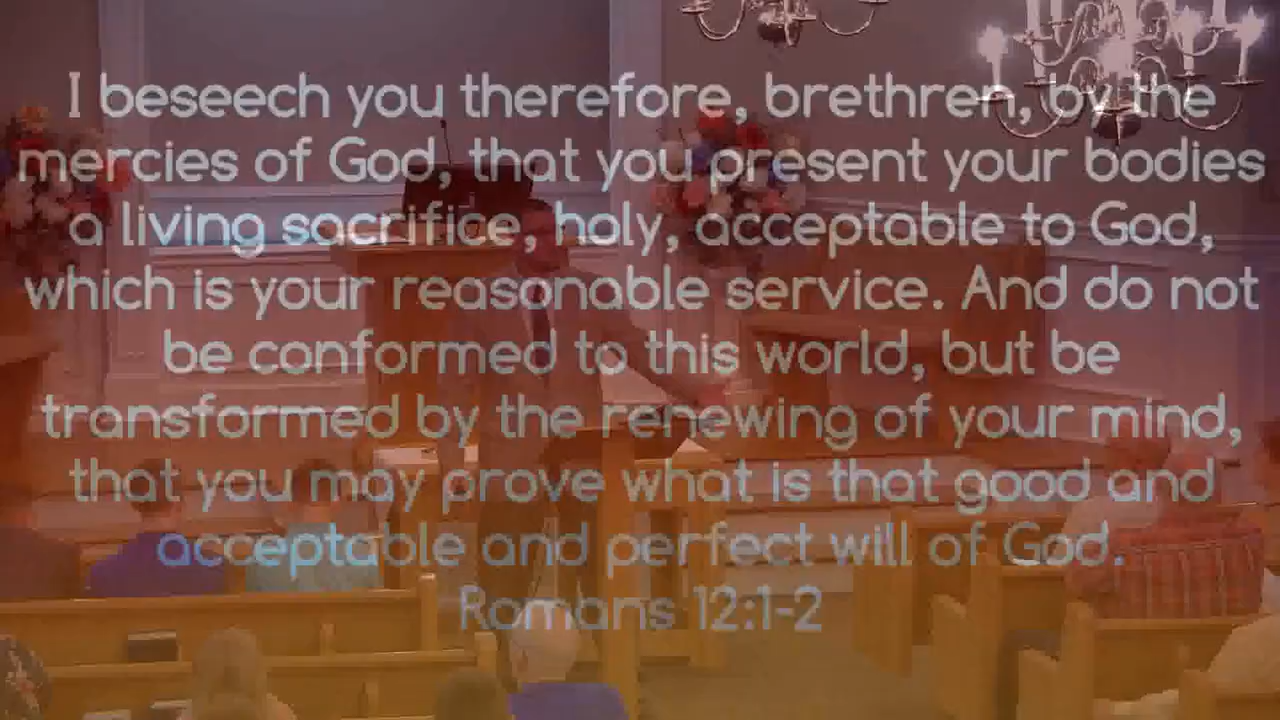 I beseech you therefore, brethren, by the
mercies of God, that you present your bodies
a living sacrifice, holy, acceptable to God,
which is your reasonable service. And do not
be conformed to this world, but be
transformed by the renewing of your mind,
that you may prove what is that good and
acceptable and perfect will of God.
Romans 12:1-2